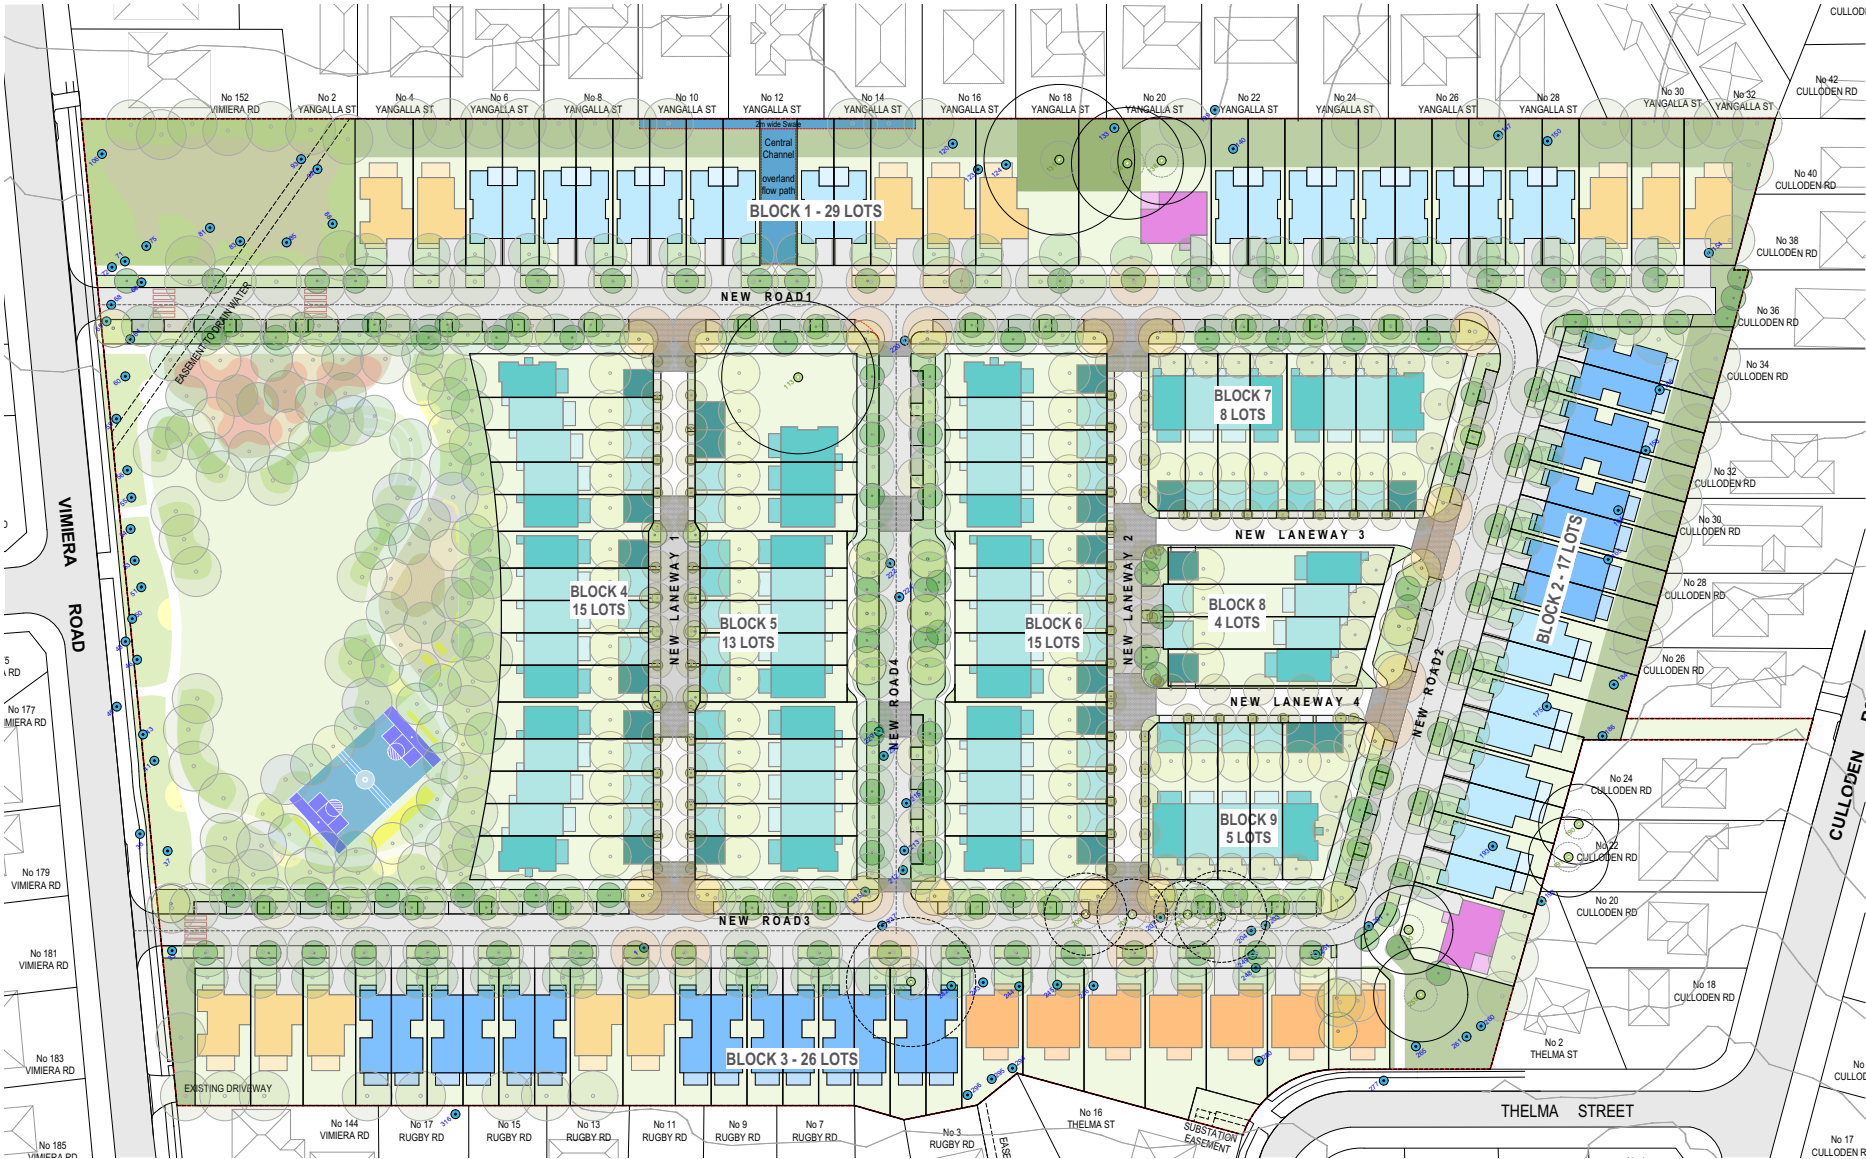 CULLODEN
No 42
CULLODEN RD
No 152
VIMIERA RD
No 2
YANGALLA ST
No 4
YANGALLA ST
No 6
YANGALLA ST
No 8
YANGALLA ST
No 10
YANGALLA ST
No 12
YANGALLA ST
No 14
YANGALLA ST
No 16
YANGALLA ST
No 18
YANGALLA ST
No 20
YANGALLA ST
No 22
YANGALLA ST
No 24
YANGALLA ST
No 26
YANGALLA ST
No 28
YANGALLA ST
No 30
YANGALLA ST
No 32
YANGALLA ST
2m wide Swale
Central
Channel
overland
flow path
BLOCK 1 - 29 LOTS
No 40
CULLODEN RD
No 38
CULLODEN RD
No 36
CULLODEN RD
No 34
CULLODEN RD
No 32
CULLODEN RD
No 30
CULLODEN RD
No 28
CULLODEN RD
No 26
CULLODEN RD
No 24
CULLODEN RD
No 22
CULLODEN RD
No 20
CULLODEN RD
No 18
CULLODEN RD
NEW ROAD1
EASEMENT TO DRAIN WATER
VIMIERA
ROAD
BLOCK 7
8 LOTS
NEW LANEWAY 3
BLOCK 2 - 17 LOTS
BLOCK 4
15 LOTS
NEW LANEWAY 1
BLOCK 5
13 LOTS
NEW ROAD4
BLOCK 6
15 LOTS
NEW LANEWAY 2
BLOCK 8
4 LOTS
NEW LANEWAY 4
NEW ROAD2
BLOCK 9
5 LOTS
CULLODEN
No 177
VIMIERA RD
No 179
VIMIERA RD
No 181
VIMIERA RD
No 183
VIMIERA RD
No 185
VIMIERA RD
NEW ROAD3
BLOCK 3 - 26 LOTS
EXISTING DRIVEWAY
No 144
VIMIERA RD
No 17
RUGBY RD
No 15
RUGBY RD
No 13
RUGBY RD
No 11
RUGBY RD
No 9
RUGBY RD
No 7
RUGBY RD
No 3
RUGBY RD
EASE
No 16
THELMA ST
SUBSTATION
EASEMENT
No 2
THELMA ST
THELMA STREET
No 17
CULLODEN R